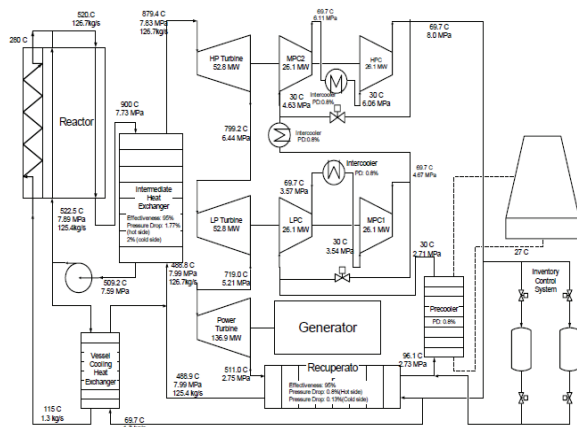 520.C
126.7kg/s
280 C
879.4 C
7.83 MPa
126.7kg/s
69.7 C
6.11 MPa
69.7 C
8.0 MPa
HP Turbine
52.8 MW
MPC2
26.1 MW
HPC
26.1 MW
Intercooler
PD:0.8%
30 C
4.63 MPa
30 C
6.06 MPa
Reactor
900 C
7.73 MPa
799.2 C
6.44 MPa
Intercooler
PD:0.8%
Intermediate
Heat
Exchanger
Effectiveness: 95%
Pressure Drop: 1.77%
(hot side)
2% (cold side)
Intercooler
PD: 0.8%
69.7 C
3.57 MPa
69.7 C
4.67 MPa
522.5 C
7.89 MPa
125.4kg/s
LP Turbine
52.8 MW
LPC
26.1 MW
MPC1
26.1 MW
30 C
3.54 MPa
30 C
2.71 MPa
27 C
509.2 C
7.59 MPa
488.8 C
7.99 MPa
126.7kg/s
719.0 C
5.21 MPa
Inventory
Control
System
Precooler
PD: 0.8%
Power
Turbine
136.9 MW
Generator
Vessel
Cooling
Heat
Exchanger
488.9 C
7.99 MPa
125.4 kg/s
511.0 C
2.75 MPa
Recuperato
Effectiveness: 95%
Pressure Drop: 0.8%(Hot side)
Pressure Drop: 0.13%(Cold side)
96.1 C
2.73 MPa
115 C
1.3 kg/s
69.7 C